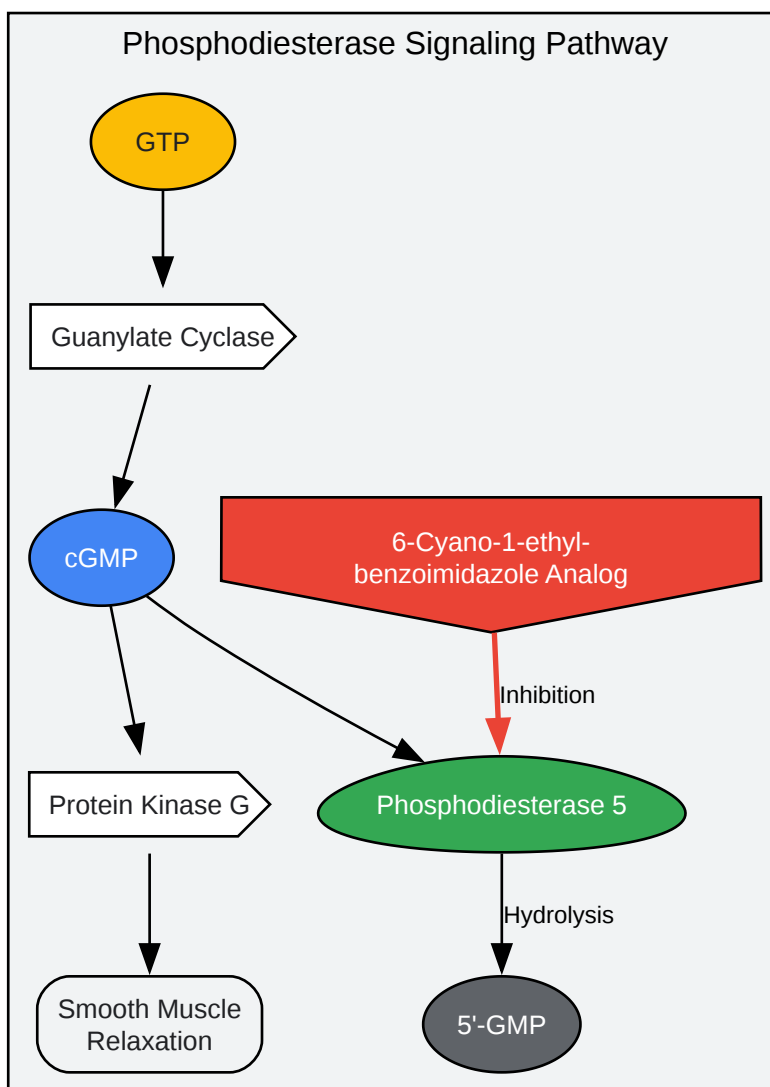 Phosphodiesterase Signaling Pathway
GTP
Guanylate Cyclase
cGMP
6-Cyano-1-ethyl-
benzoimidazole Analog
Inhibition
Protein Kinase G
Phosphodiesterase 5
Hydrolysis
Smooth Muscle
Relaxation
5'-GMP